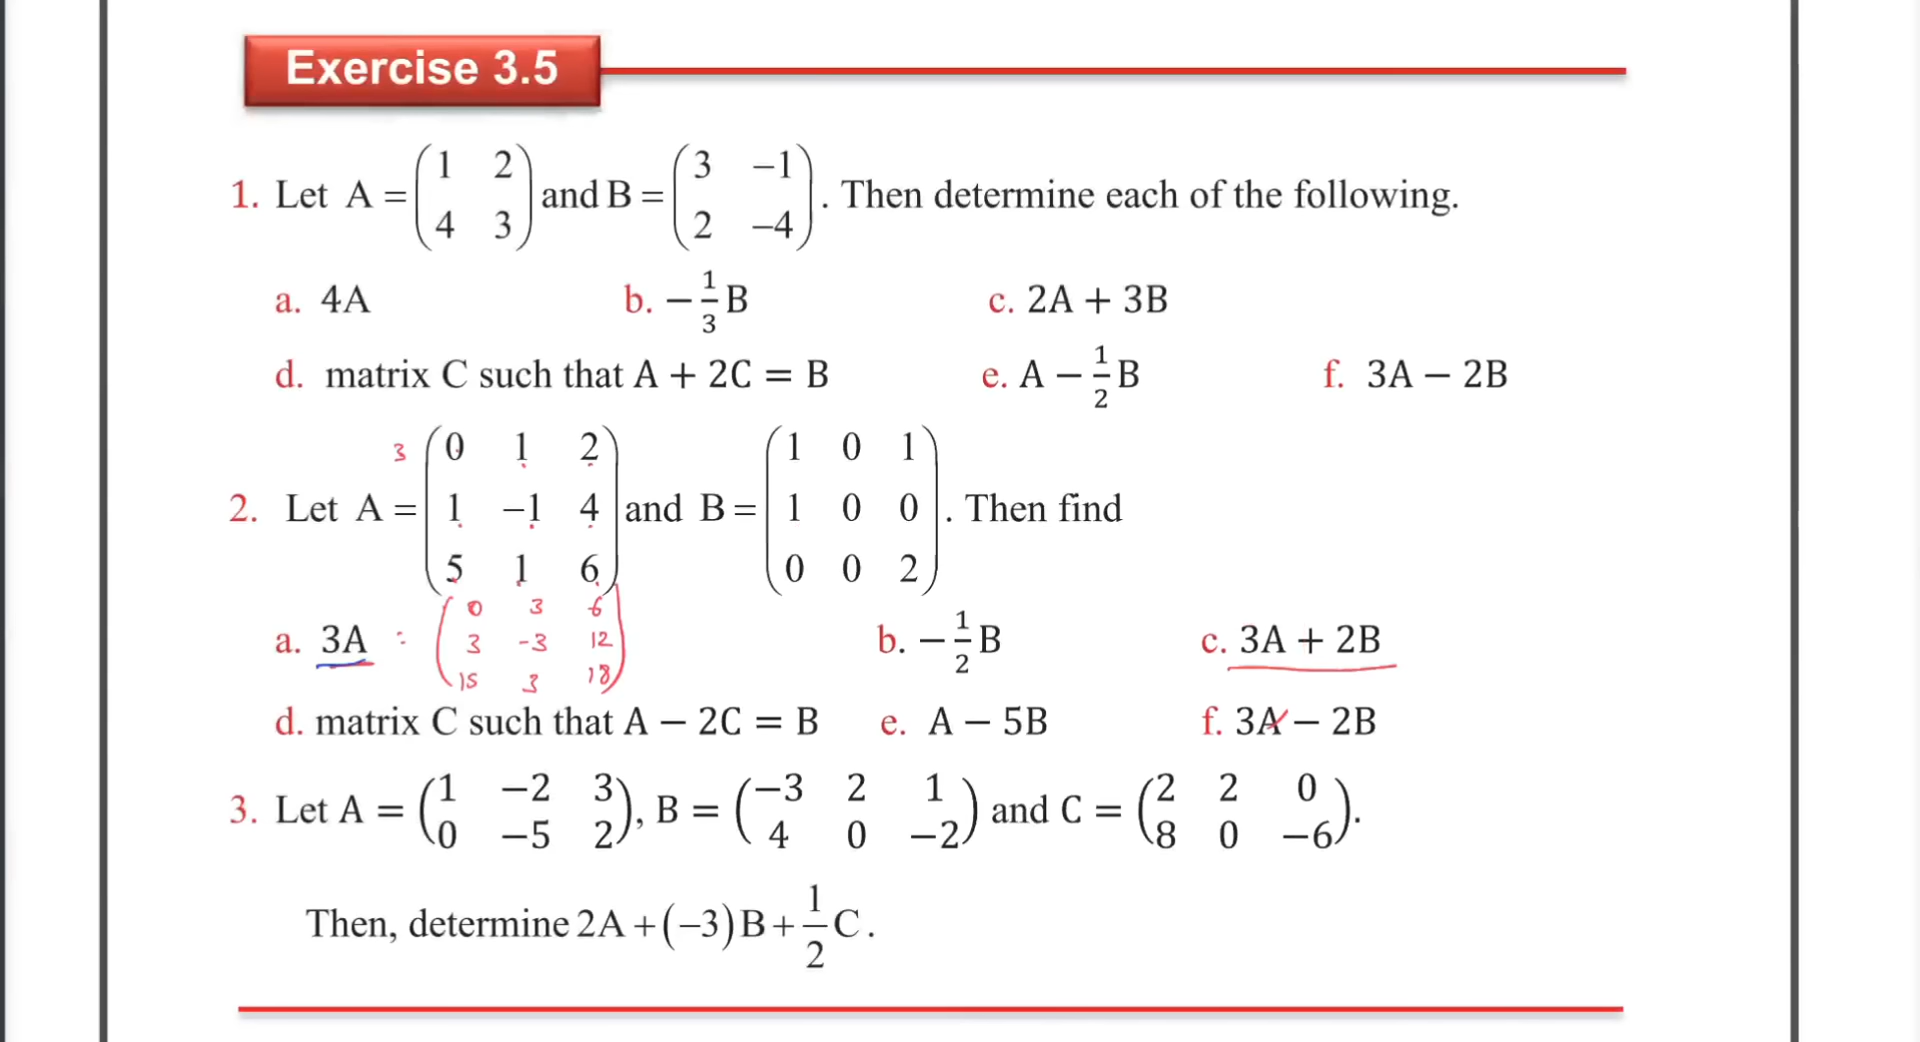 Exercise 3.5
1. Let A = (1 2 and B = (3 −1 . Then determine each of the following.
4 3) 2 −4)
a. 4A b. −1/3 B c. 2A + 3B
d. matrix C such that A + 2C = B e. A − 1/2 B f. 3A − 2B
3 (0 1 2 (1 0 1
2. Let A = 1 −1 4 and B = 1 0 0 . Then find
5 1 6) 0 0 2)
(0 3 6
a. 3A = 3 −3 12 b. −1/2 B c. 3A + 2B
15 3 18)
d. matrix C such that A − 2C = B e. A − 5B f. 3A − 2B
3. Let A = (1 −2 3 , B = (−3 2 1 and C = (2 2 0 .
0 −5 2) 4 0 −2) 8 0 −6)
Then, determine 2A + (−3)B + 1/2 C.